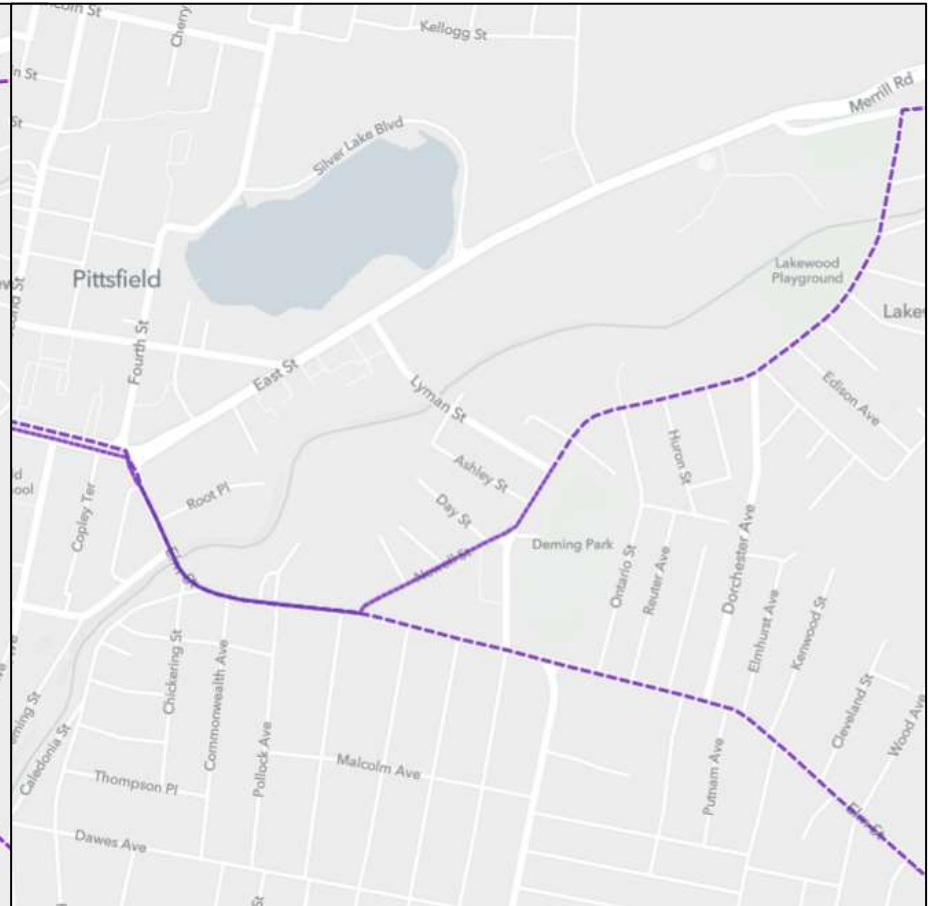 Kellogg St
Merrill Rd
Silver Lake Blvd
Pittsfield
Lakewood
Playground
Fourth St
East St
Lyman St
Edison Ave
Huron St
Ashley St
Root Pl
Copley Ter
Day St
Deming Park
Ontario St
Reuter Ave
Dorchester Ave
Elmhurst Ave
Kenwood St
Chickering St
Commonwealth Ave
Pollock Ave
Cleveland St
Wood Ave
Caledonia St
Malcolm Ave
Putnam Ave
Thompson Pl
Elm St
Dawes Ave